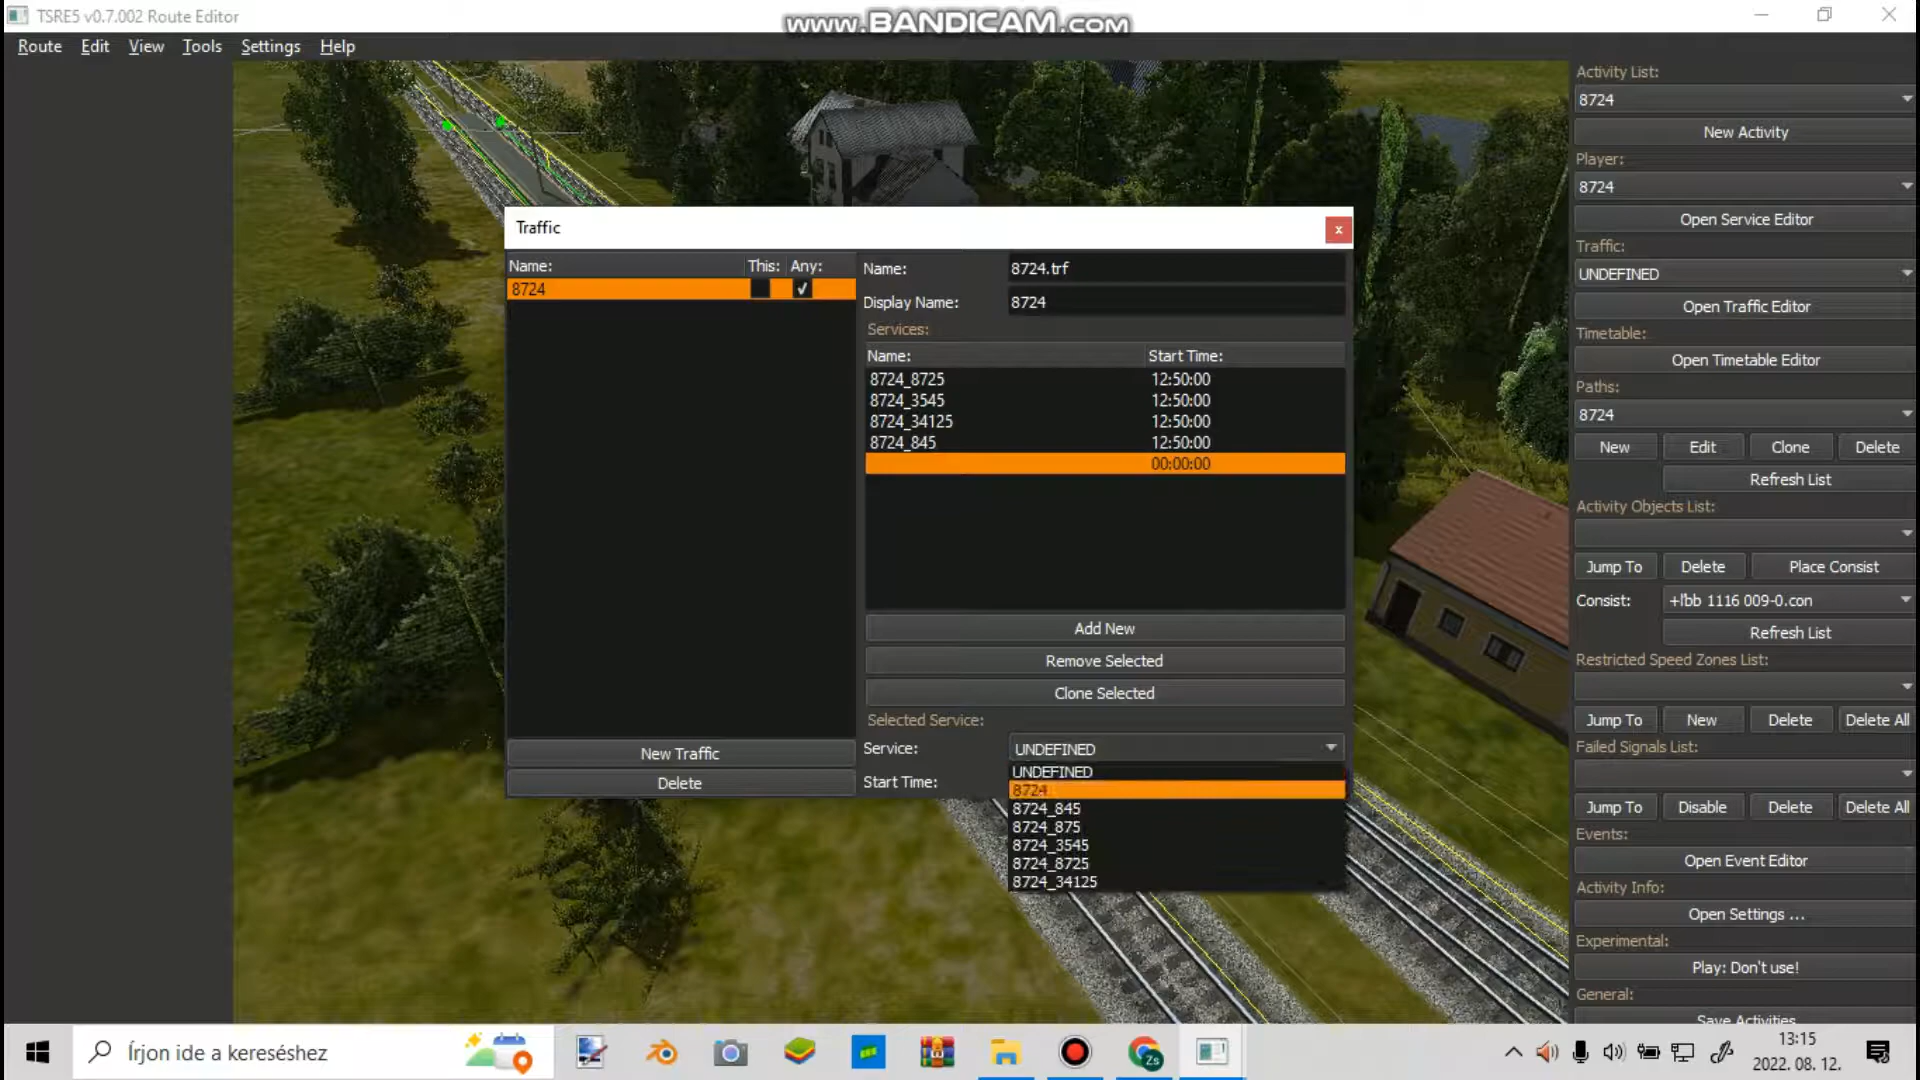 TSRE5 v0.7.002 Route Editor
www.BANDICAM.com
Route Edit View Tools Settings Help
Traffic
x
Name: This: Any:
8724
New Traffic
Delete
Name: 8724.trf
Display Name: 8724
Services:
Name: Start Time:
8724_8725 12:50:00
8724_3545 12:50:00
8724_34125 12:50:00
8724_845 12:50:00
00:00:00
Add New
Remove Selected
Clone Selected
Selected Service:
Service: UNDEFINED
Start Time:
UNDEFINED
8724
8724_845
8724_875
8724_3545
8724_8725
8724_34125
Activity List:
8724
New Activity
Player:
8724
Open Service Editor
Traffic:
UNDEFINED
Open Traffic Editor
Timetable:
Open Timetable Editor
Paths:
8724
New Edit Clone Delete
Refresh List
Activity Objects List:
Jump To Delete Place Consist
Consist: +lbb 1116 009-0.con
Refresh List
Restricted Speed Zones List:
Jump To New Delete Delete All
Failed Signals List:
Jump To Disable Delete Delete All
Events:
Open Event Editor
Activity Info:
Open Settings ...
Experimental:
Play: Don't use!
General:
Save Activities
Írjon ide a kereséshez
Zs
13:15
2022. 08. 12.